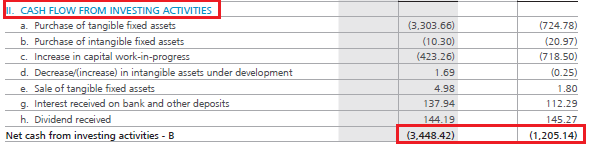 II. CASH FLOW FROM INVESTING ACTIVITIES
a. Purchase of tangible fixed assets (3,303.66) (724.78)
b. Purchase of intangible fixed assets (10.30) (20.97)
c. Increase in capital work-in-progress (423.26) (718.50)
d. Decrease/(increase) in intangible assets under development 1.69 (0.25)
e. Sale of tangible fixed assets 4.98 1.80
g. Interest received on bank and other deposits 137.94 112.29
h. Dividend received 144.19 145.27
Net cash from investing activities - B (3,448.42) (1,205.14)